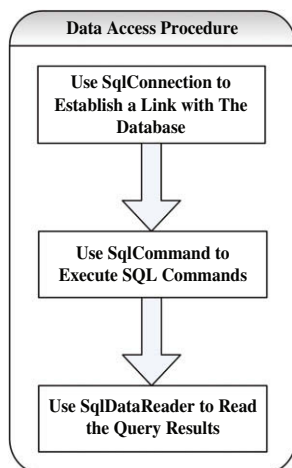 Data Access Procedure
Use SqlConnection to
Establish a Link with The
Database
Use SqlCommand to
Execute SQL Commands
Use SqlDataReader to Read
the Query Results